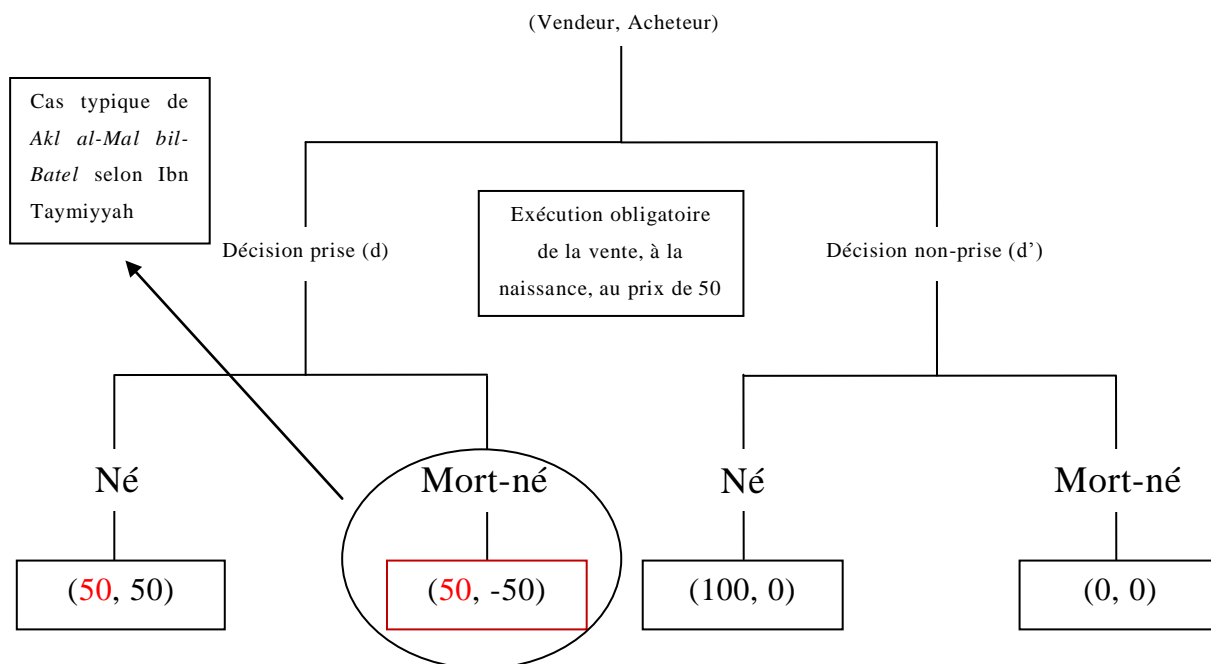 (Vendeur, Acheteur)
Cas typique de
Akl al-Mal bil-
Batel selon Ibn
Taymiyyah
Exécution obligatoire
de la vente, à la
naissance, au prix de 50
Décision prise (d)
Décision non-prise (d’)
Né
Mort-né
Né
Mort-né
(50, 50)
(50, -50)
(100, 0)
(0, 0)